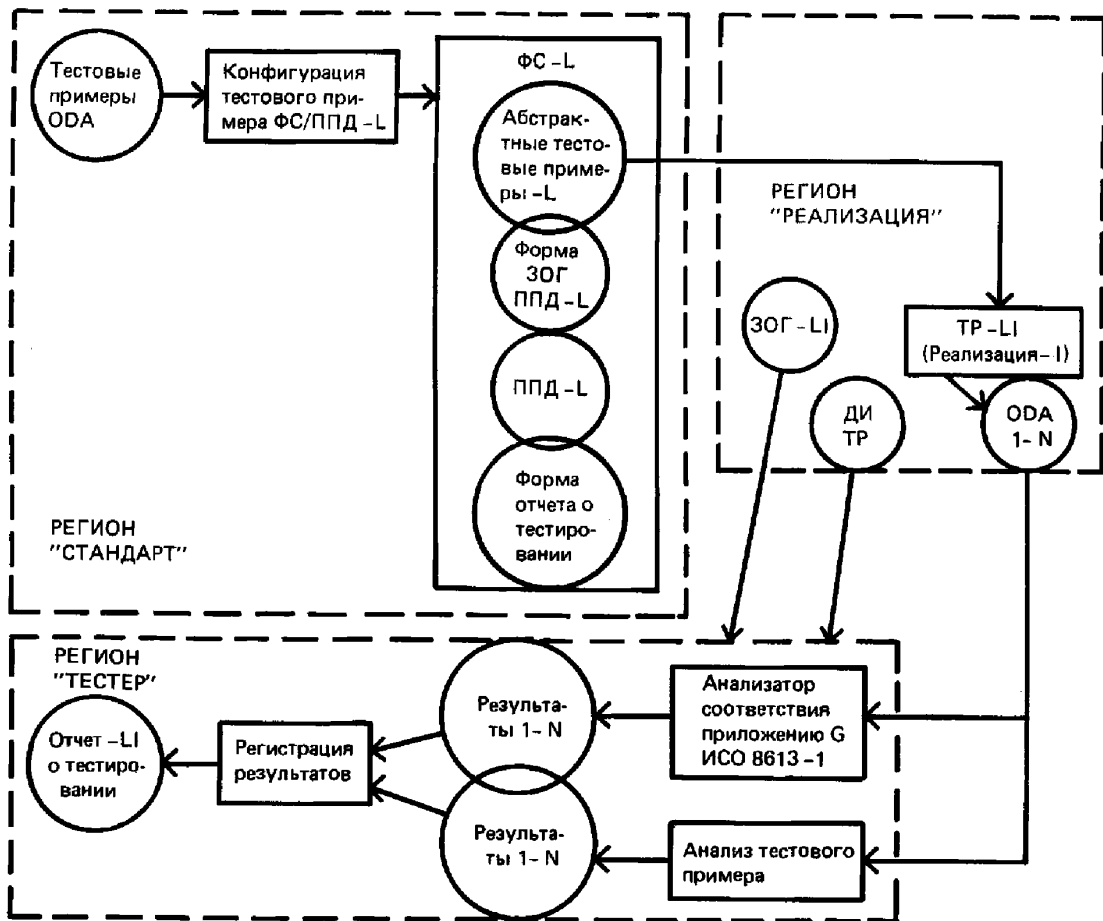 Тестовые
примеры
ODA
Конфигурация
тестового при-
мера ФС/ППД-L
ФС-L
Абстрак-
тные тесто-
вые приме-
ры-L
Форма
ЗОГ
ППД-L
ППД-L
Форма
отчета о
тестиро-
вании
РЕГИОН
"СТАНДАРТ"
РЕГИОН
"РЕАЛИЗАЦИЯ"
ЗОГ-LI
ТР-LI
(Реализация-I)
ДИ
ТР
ODA
1-N
РЕГИОН
"ТЕСТЕР"
Отчет-LI
о тестиро-
вании
Регистрация
результатов
Результа-
ты 1-N
Результа-
ты 1-N
Анализатор
соответствия
приложению G
ИСО 8613-1
Анализ тестового
примера